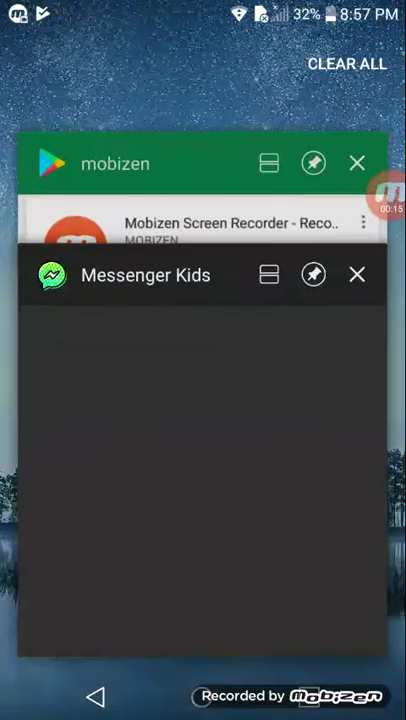 32% 8:57 PM
CLEAR ALL
mobizen
Mobizen Screen Recorder - Reco..
MOBIZEN
00:15
Messenger Kids
Recorded by mobizen